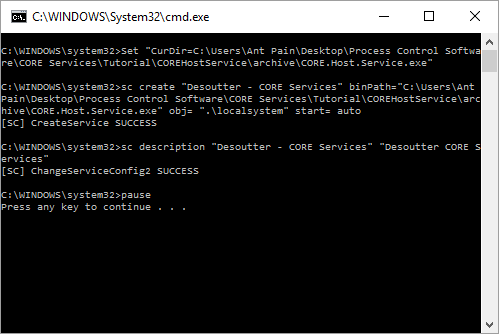 C:\WINDOWS\System32\cmd.exe
C:\WINDOWS\system32>Set "CurDir=C:\Users\Ant Pain\Desktop\Process Control Softwa
re\CORE Services\Tutorial\COREHostService\archive\CORE.Host.Service.exe"
C:\WINDOWS\system32>sc create "Desoutter - CORE Services" binPath="C:\Users\Ant
Pain\Desktop\Process Control Software\CORE Services\Tutorial\COREHostService\arc
hive\CORE.Host.Service.exe" obj= ".\localsystem" start= auto
[SC] CreateService SUCCESS
C:\WINDOWS\system32>sc description "Desoutter - CORE Services" "Desoutter CORE S
ervices"
[SC] ChangeServiceConfig2 SUCCESS
C:\WINDOWS\system32>pause
Press any key to continue . . .